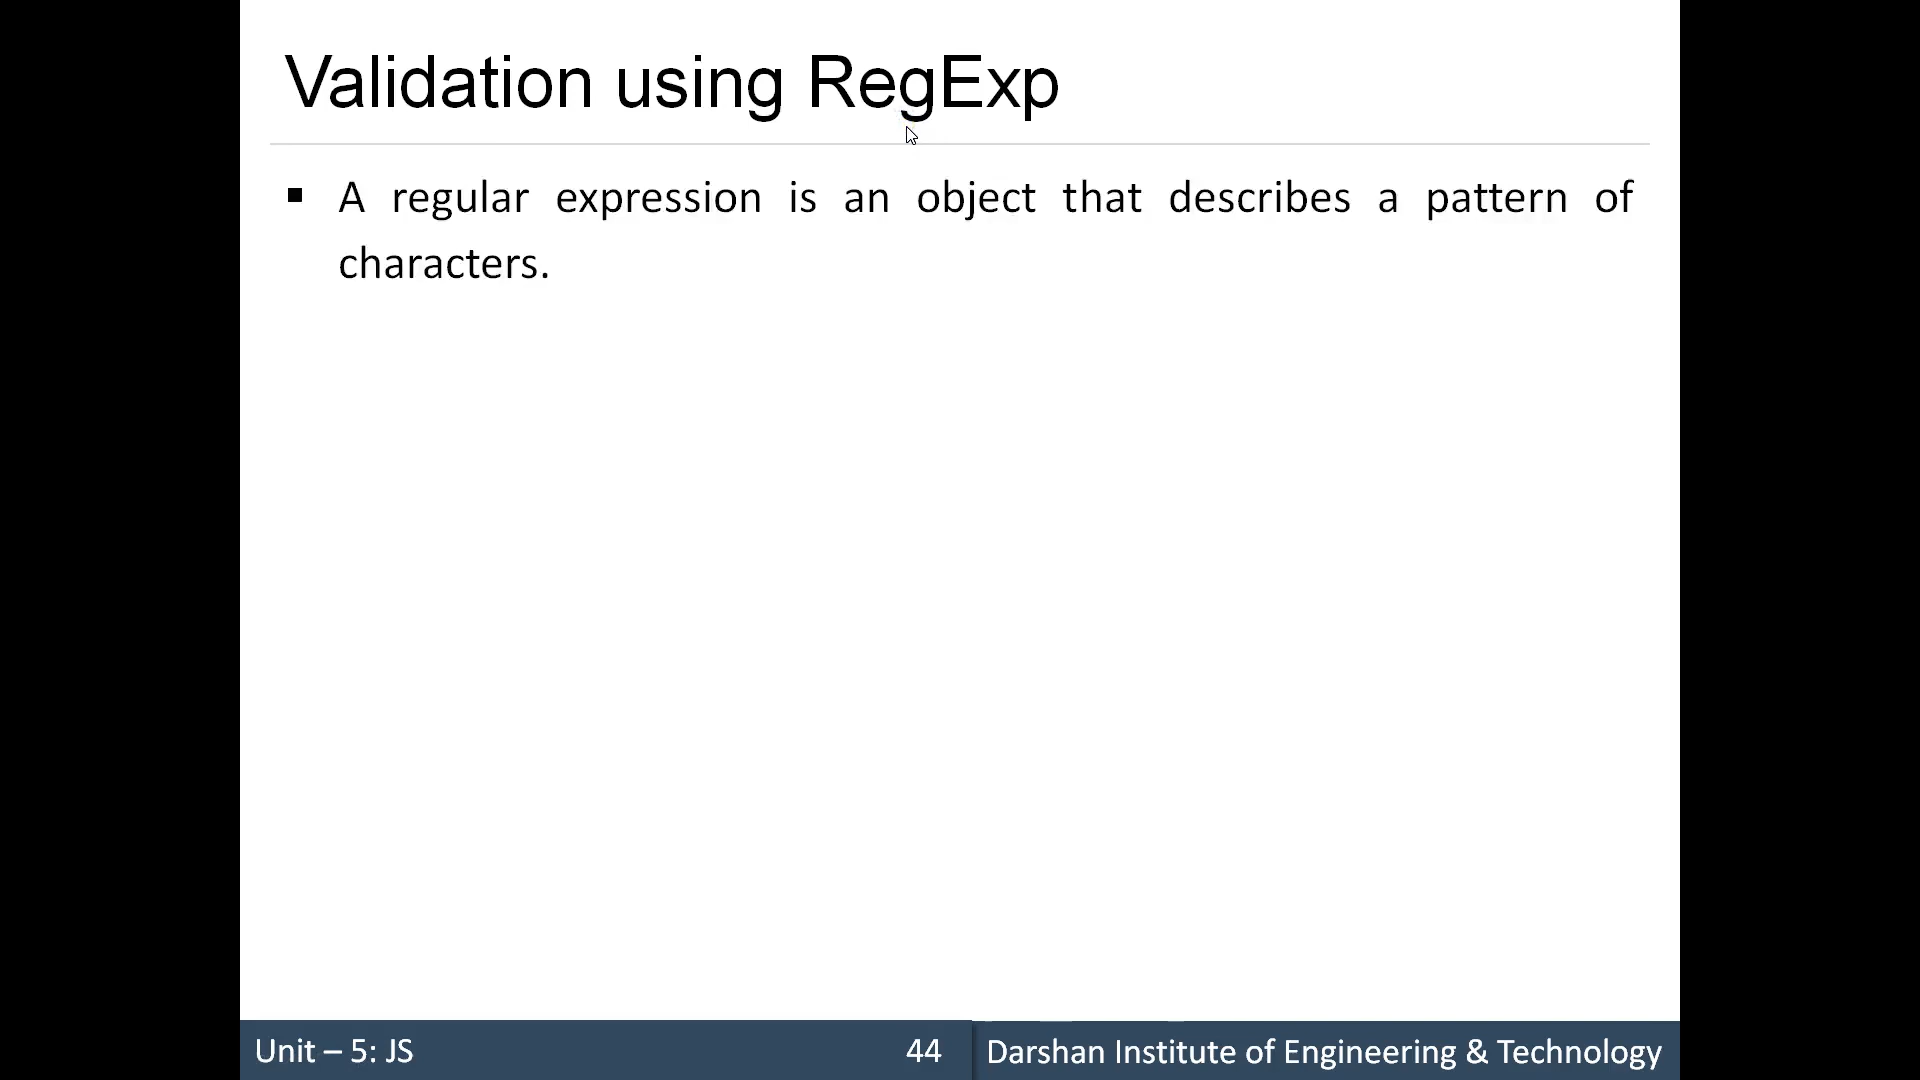 Validation using RegExp
▪ A regular expression is an object that describes a pattern of
characters.
Unit – 5: JS 44 Darshan Institute of Engineering & Technology